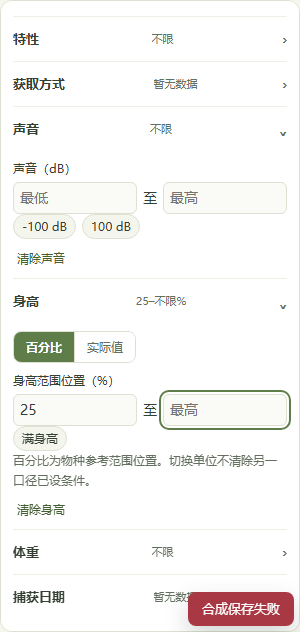 特性 不限 ›
获取方式 暂无数据 ›
声音 不限
声音（dB）
最低 至 最高
-100 dB 100 dB
清除声音
身高 25–不限%
百分比 实际值
身高范围位置（%）
25 至 最高
满身高
百分比为物种参考范围位置。切换单位不清除另一
口径已设条件。
清除身高
体重 不限 ›
捕获日期 暂无数
合成保存失败